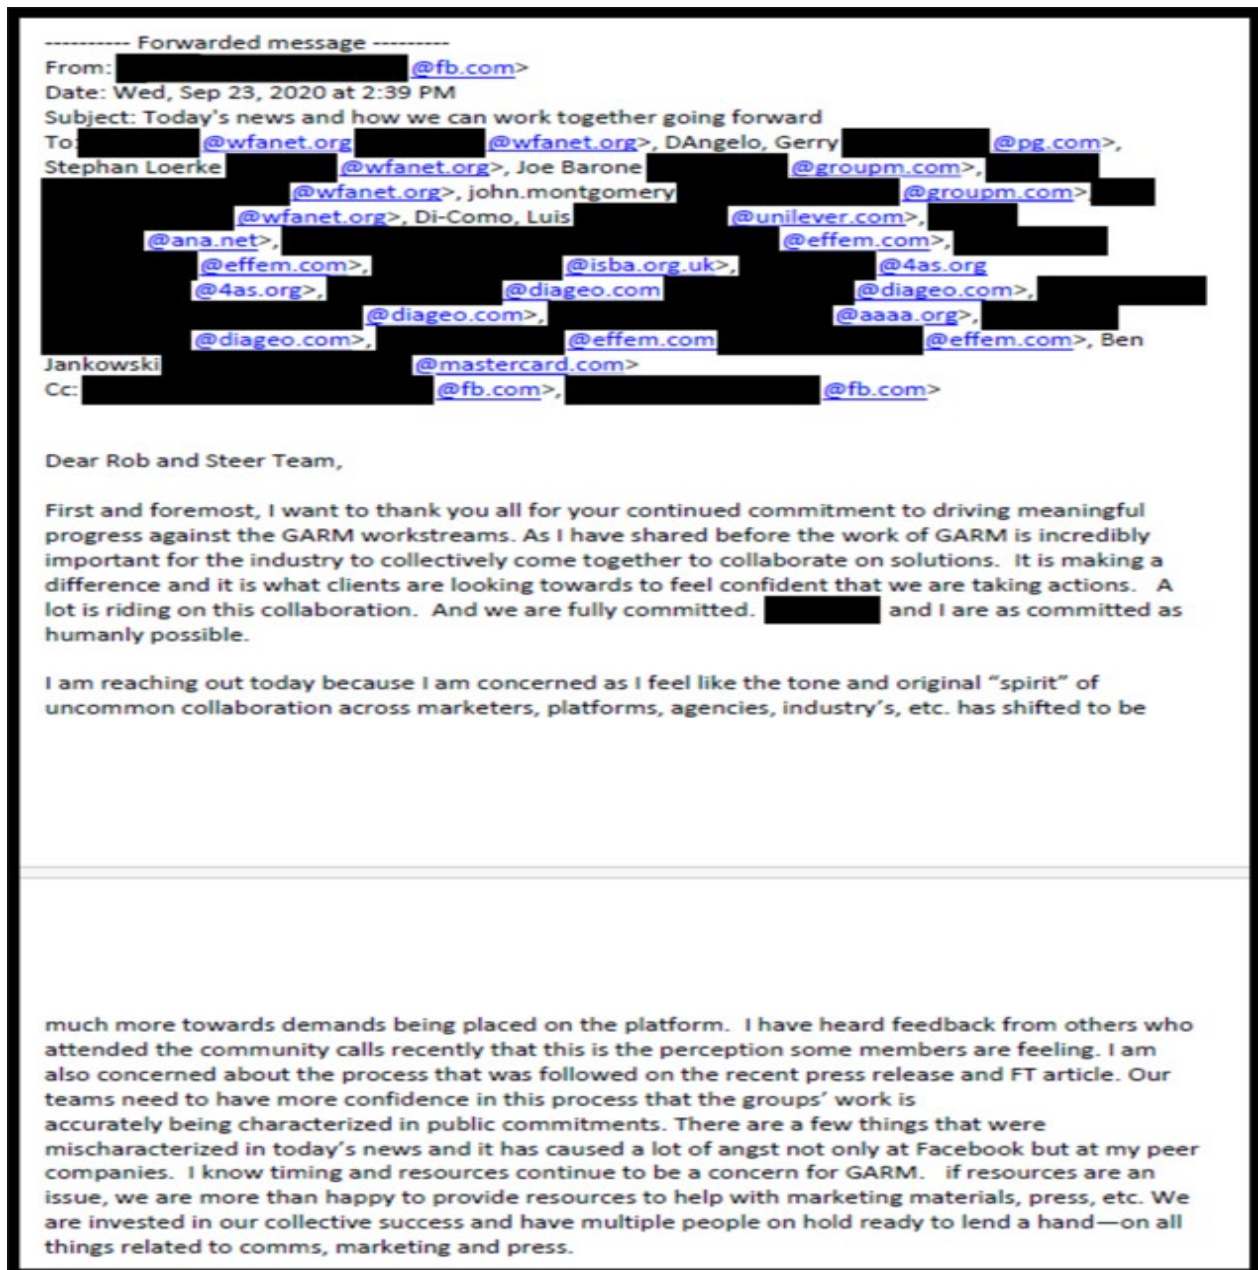 ---------- Forwarded message ---------
From: @fb.com>
Date: Wed, Sep 23, 2020 at 2:39 PM
Subject: Today's news and how we can work together going forward
To: @wfanet.org @wfanet.org>, DAngelo, Gerry @pg.com>,
Stephan Loerke @wfanet.org>, Joe Barone @groupm.com>,
@wfanet.org>, john.montgomery @groupm.com>,
@wfanet.org>, Di-Como, Luis @unilever.com>,
@ana.net>, @effem.com>,
@effem.com>, @isba.org.uk>, @4as.org
@4as.org>, @diageo.com @diageo.com>,
@diageo.com>, @aaaa.org>,
@diageo.com>, @effem.com @effem.com>, Ben
Jankowski @mastercard.com>
Cc: @fb.com>, @fb.com>
Dear Rob and Steer Team,
First and foremost, I want to thank you all for your continued commitment to driving meaningful
progress against the GARM workstreams. As I have shared before the work of GARM is incredibly
important for the industry to collectively come together to collaborate on solutions.  It is making a
difference and it is what clients are looking towards to feel confident that we are taking actions.   A
lot is riding on this collaboration.  And we are fully committed. and I are as committed as
humanly possible.
I am reaching out today because I am concerned as I feel like the tone and original “spirit” of
uncommon collaboration across marketers, platforms, agencies, industry’s, etc. has shifted to be
much more towards demands being placed on the platform.  I have heard feedback from others who
attended the community calls recently that this is the perception some members are feeling. I am
also concerned about the process that was followed on the recent press release and FT article. Our
teams need to have more confidence in this process that the groups’ work is
accurately being characterized in public commitments. There are a few things that were
mischaracterized in today’s news and it has caused a lot of angst not only at Facebook but at my peer
companies.  I know timing and resources continue to be a concern for GARM.   if resources are an
issue, we are more than happy to provide resources to help with marketing materials, press, etc. We
are invested in our collective success and have multiple people on hold ready to lend a hand—on all
things related to comms, marketing and press.